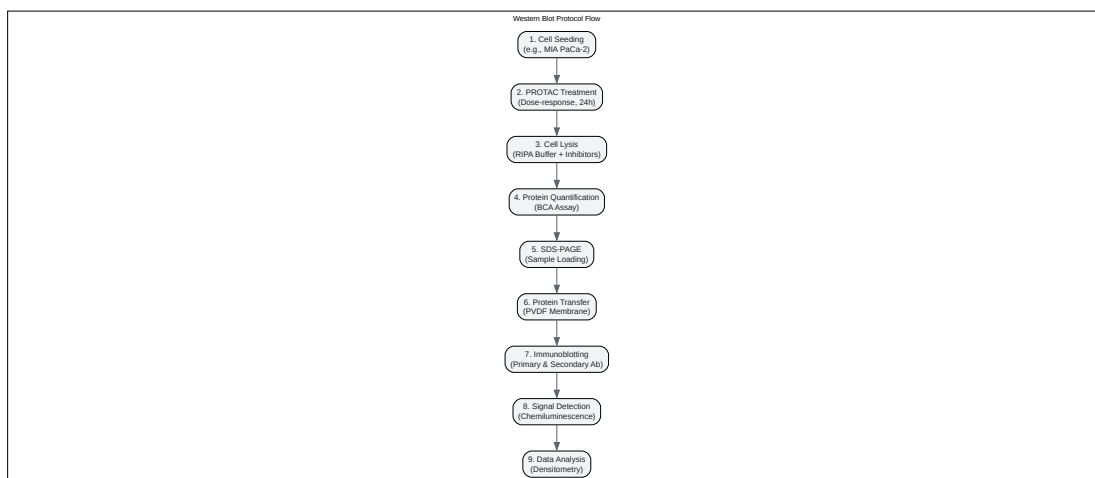 Western Blot Protocol Flow
1. Cell Seeding
(e.g., MIA PaCa-2)
2. PROTAC Treatment
(Dose-response, 24h)
3. Cell Lysis
(RIPA Buffer + Inhibitors)
4. Protein Quantification
(BCA Assay)
5. SDS-PAGE
(Sample Loading)
6. Protein Transfer
(PVDF Membrane)
7. Immunoblotting
(Primary & Secondary Ab)
8. Signal Detection
(Chemiluminescence)
9. Data Analysis
(Densitometry)